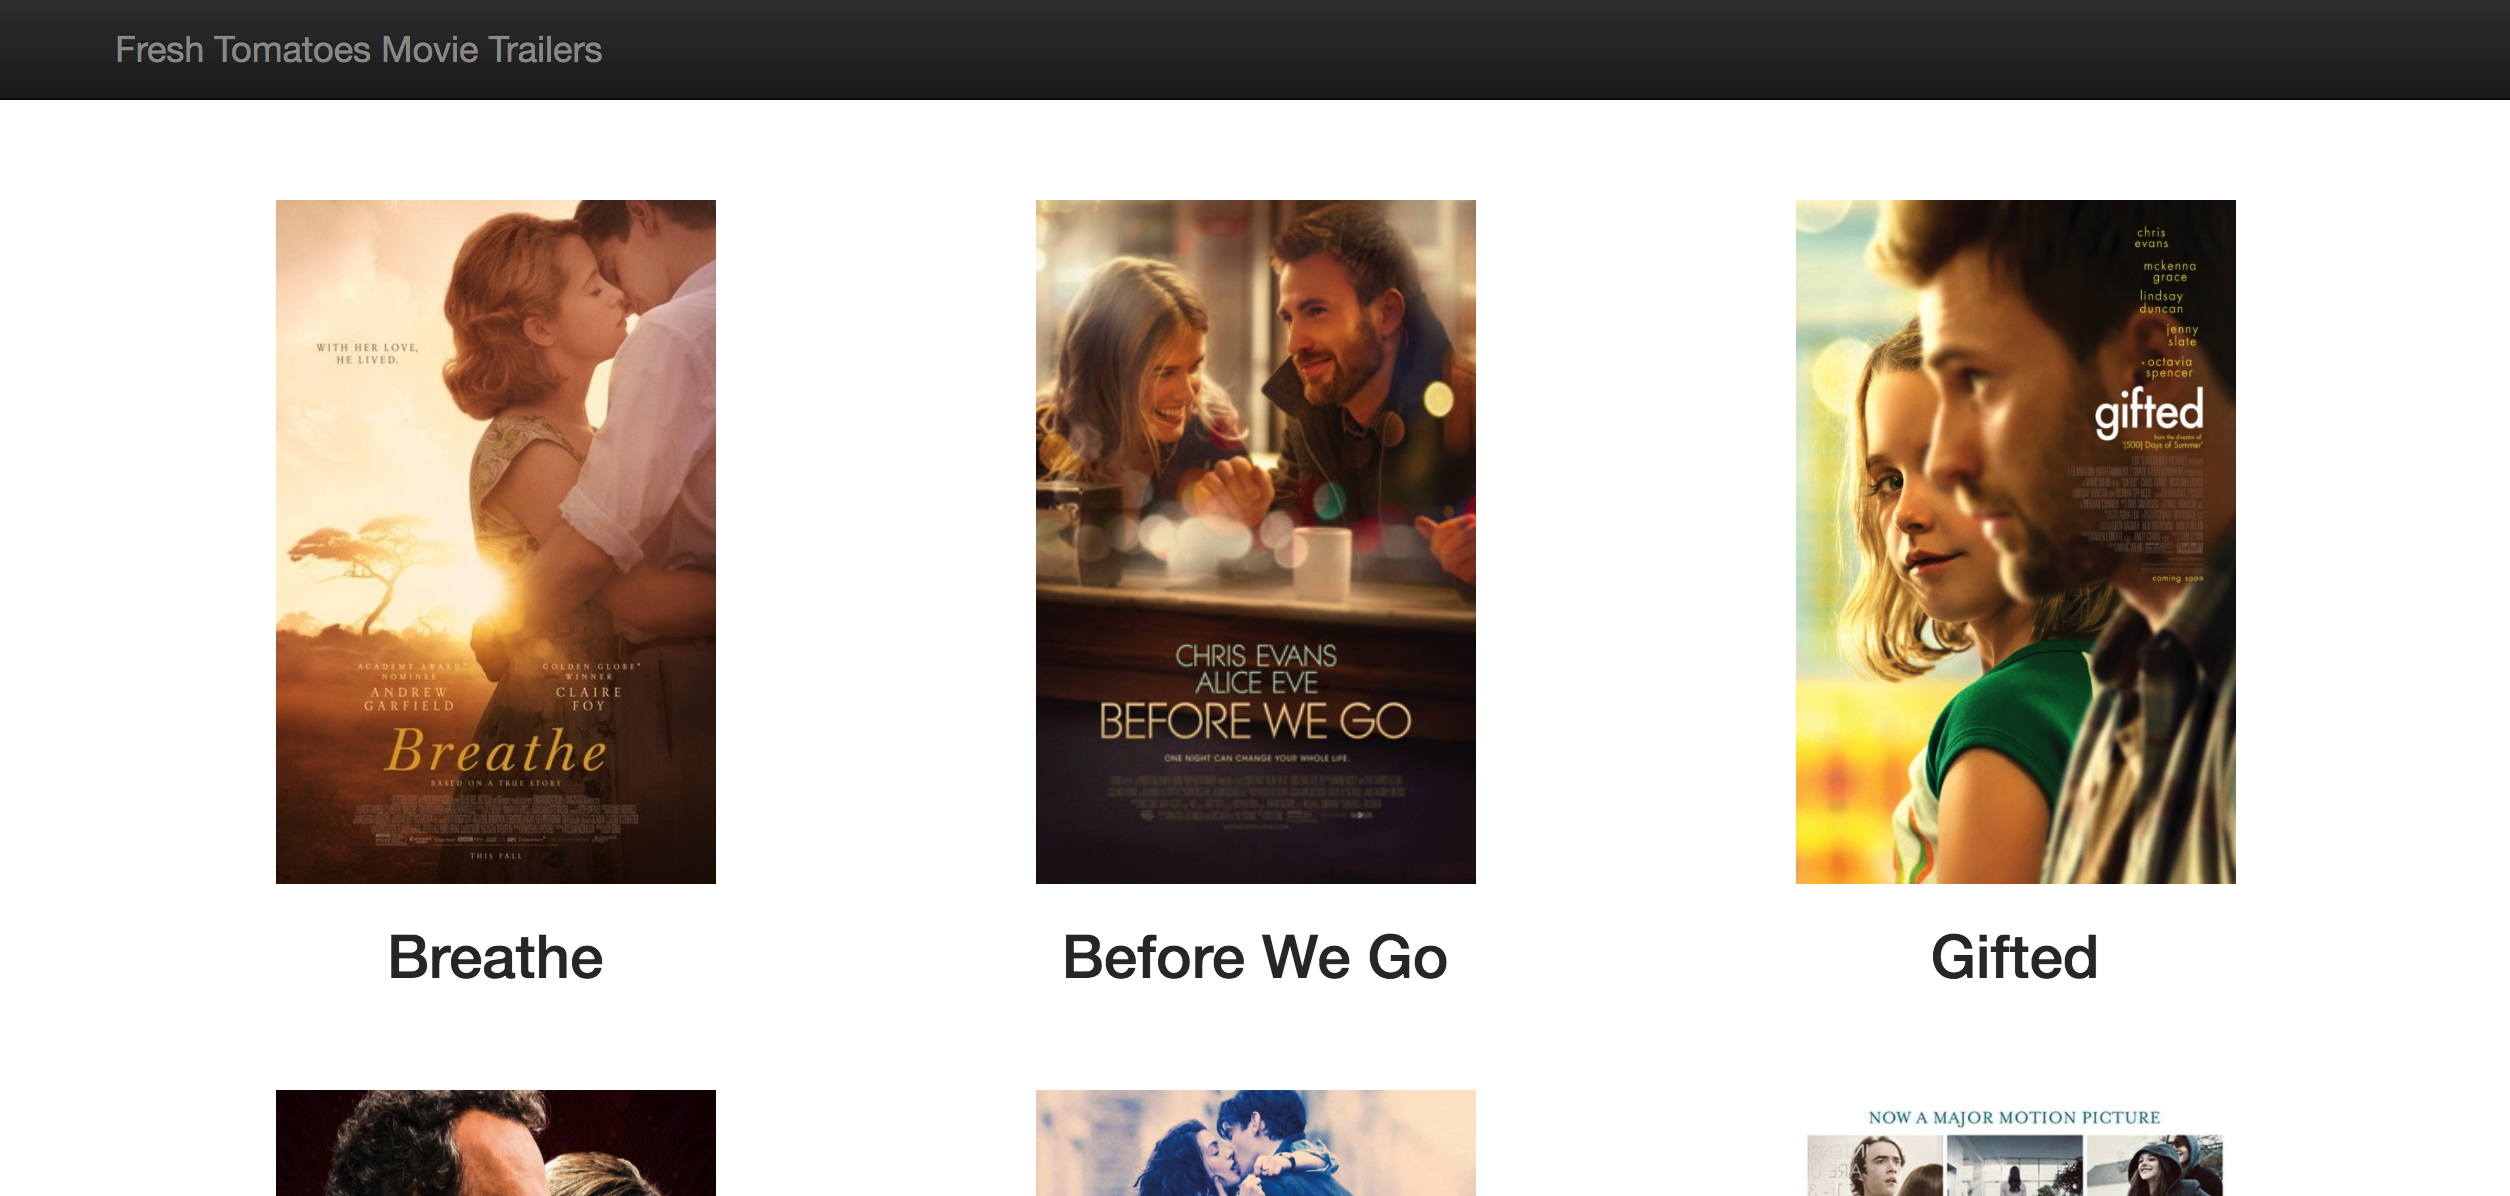 Fresh Tomatoes Movie Trailers
WITH HER LOVE,
HE LIVED.
ACADEMY AWARD®
NOMINEE
ANDREW
GARFIELD
GOLDEN GLOBE®
WINNER
CLAIRE
FOY
Breathe
BASED ON A TRUE STORY
THIS FALL
CHRIS EVANS
ALICE EVE
BEFORE WE GO
ONE NIGHT CAN CHANGE YOUR WHOLE LIFE.
chris
evans
mckenna
grace
lindsay
duncan
jenny
slate
octavia
spencer
gifted
from the director of
'(500) Days of Summer'
coming soon
Breathe
Before We Go
Gifted
NOW A MAJOR MOTION PICTURE